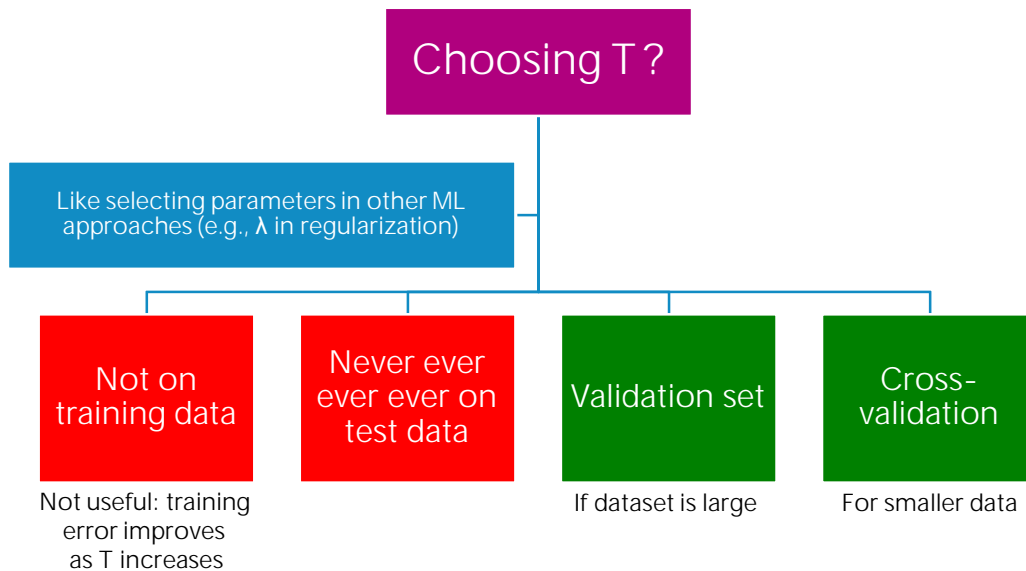 Choosing T?
Like selecting parameters in other ML
approaches (e.g., λ in regularization)
Not on
training data
Never ever
ever ever on
test data
Validation set
Cross-
validation
Not useful: training
error improves
as T increases
If dataset is large
For smaller data